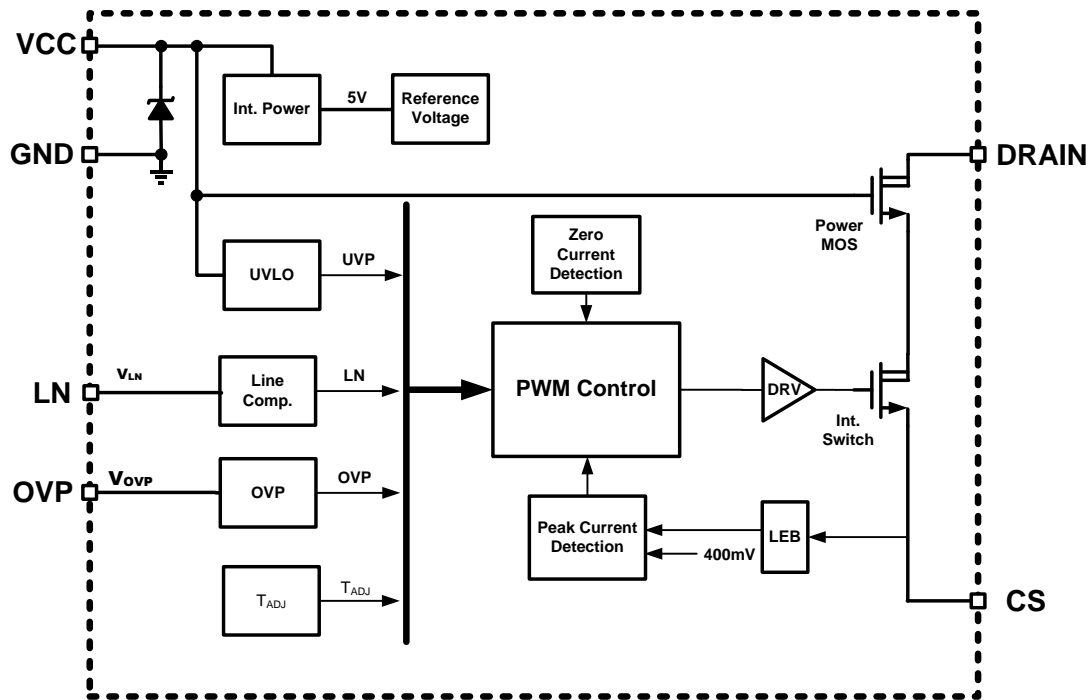 VCC
Int. Power
5V
Reference
Voltage
GND
DRAIN
Power
MOS
Zero
Current
Detection
UVLO
UVP
LN
VLN
Line
Comp.
LN
PWM Control
DRV
Int.
Switch
OVP
VOVP
OVP
OVP
Peak Current
Detection
LEB
400mV
TADJ
TADJ
CS